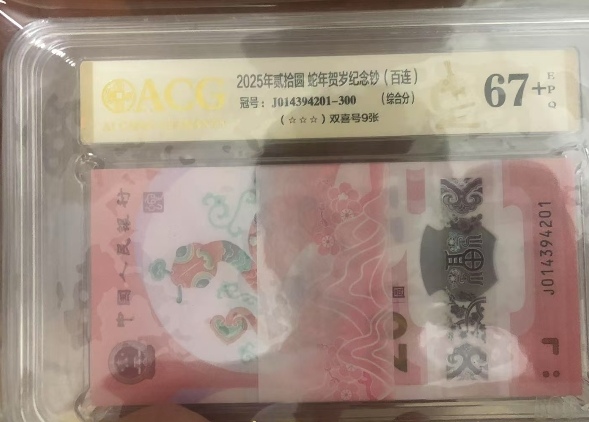 ACG
2025年贰拾圆 蛇年贺岁纪念钞（百连）
冠号：J014394201-300 （综合分）
（☆☆☆）双喜号9张
67+
EPQ
中国人民银行
20
圆
J014394201